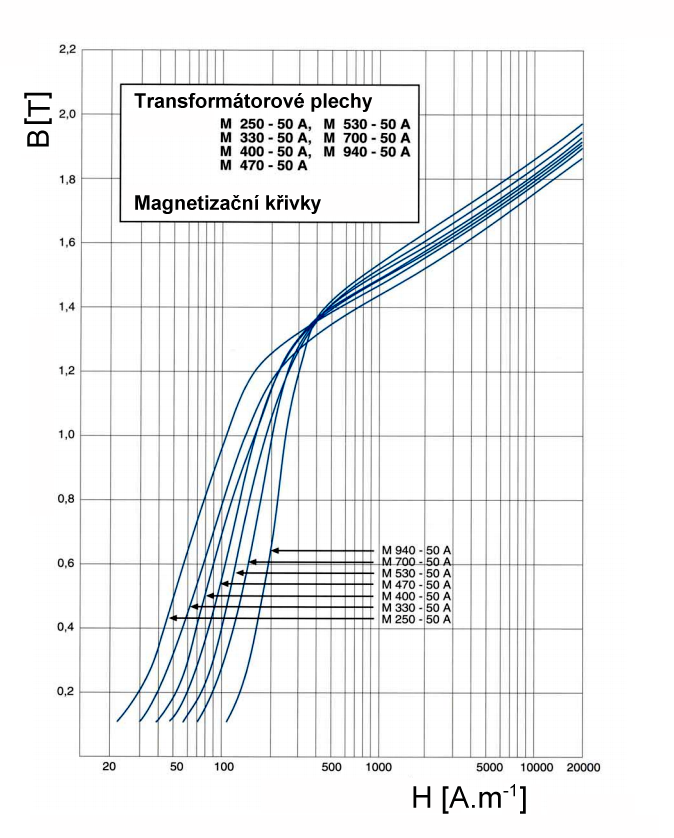 2,2
B[T]
2,0
Transformátorové plechy
M 250 - 50 A, M 530 - 50 A
M 330 - 50 A, M 700 - 50 A
M 400 - 50 A, M 940 - 50 A
M 470 - 50 A
1,8
Magnetizační křivky
1,6
1,4
1,2
1,0
0,8
M 940 - 50 A
0,6
M 700 - 50 A
M 530 - 50 A
M 470 - 50 A
M 400 - 50 A
M 330 - 50 A
M 250 - 50 A
0,4
0,2
20 50 100 500 1000 5000 10000 20000
H [A.m⁻¹]